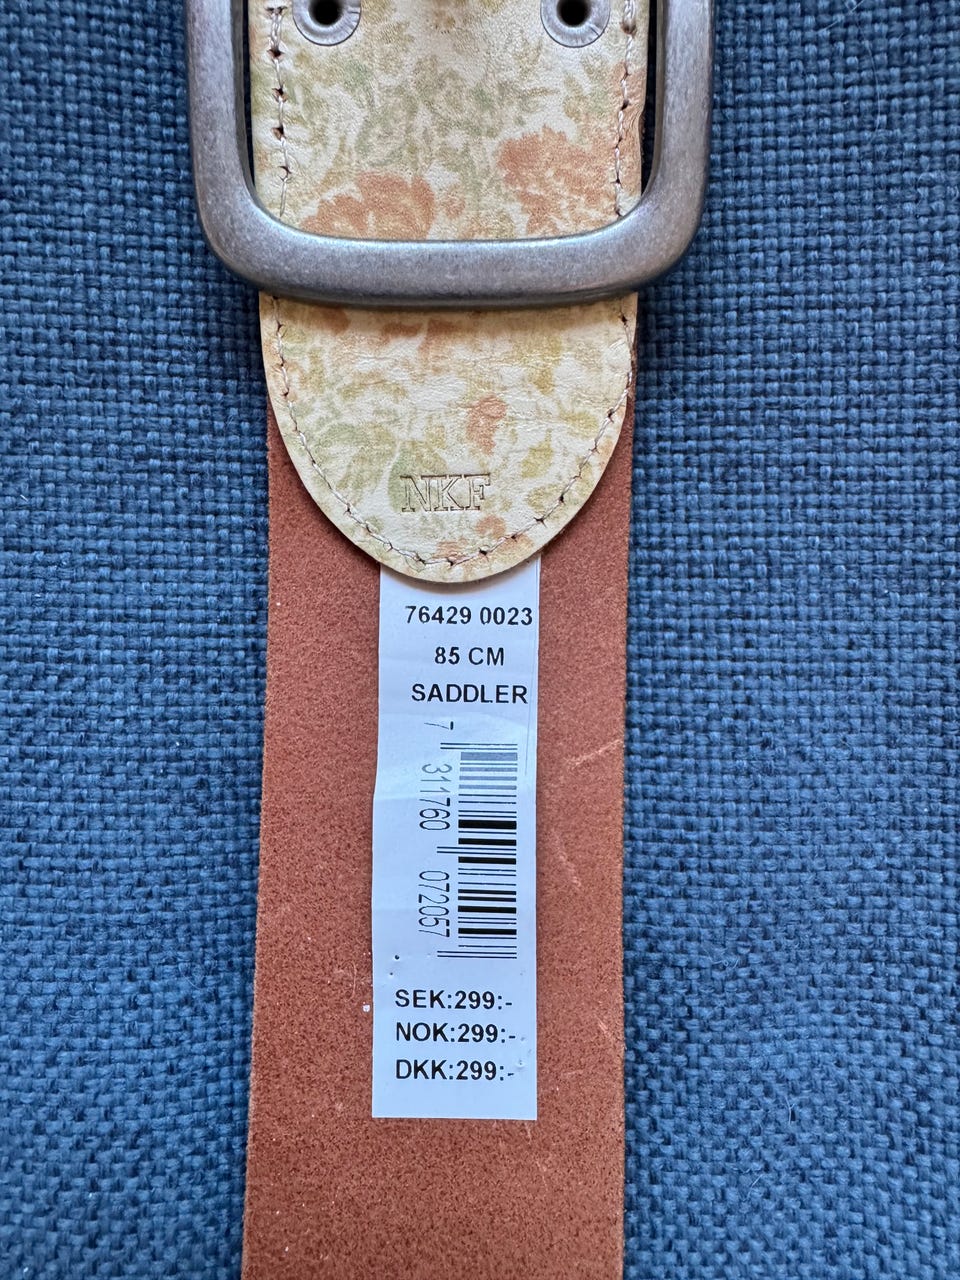 NKF
76429 0023
85 CM
SADDLER
7 311760 072057
SEK:299:-
NOK:299:-
DKK:299:-